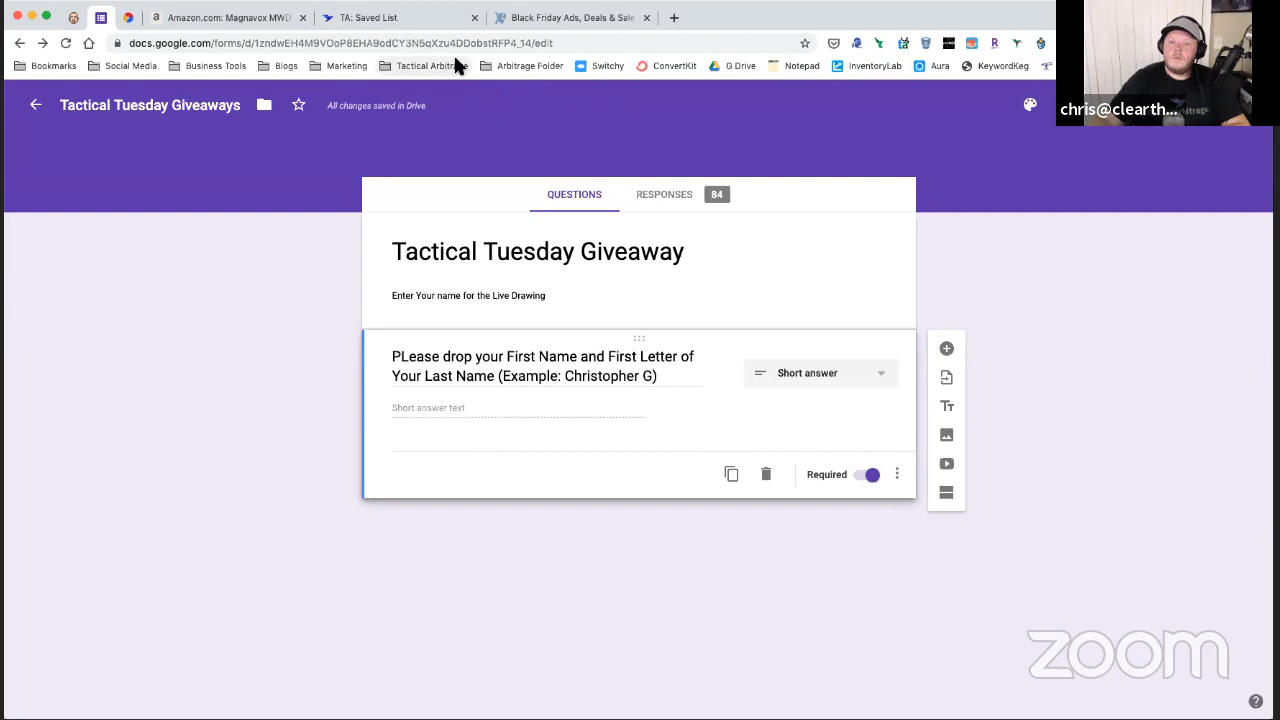 Amazon.com: Magnavox MWD
TA: Saved List
Black Friday Ads, Deals & Sale
docs.google.com/forms/d/1zndwEH4M9VOoP8EHA9odCY3N5qXzu4DDobstRFP4_14/edit
Bookmarks
Social Media
Business Tools
Blogs
Marketing
Tactical Arbitrage
Arbitrage Folder
Switchy
ConvertKit
G Drive
Notepad
InventoryLab
Aura
KeywordKeg
chris@clearth...
Tactical Tuesday Giveaways
All changes saved in Drive
QUESTIONS
RESPONSES 84
Tactical Tuesday Giveaway
Enter Your name for the Live Drawing
PLease drop your First Name and First Letter of
Your Last Name (Example: Christopher G)
Short answer
Short answer text
Required
zoom